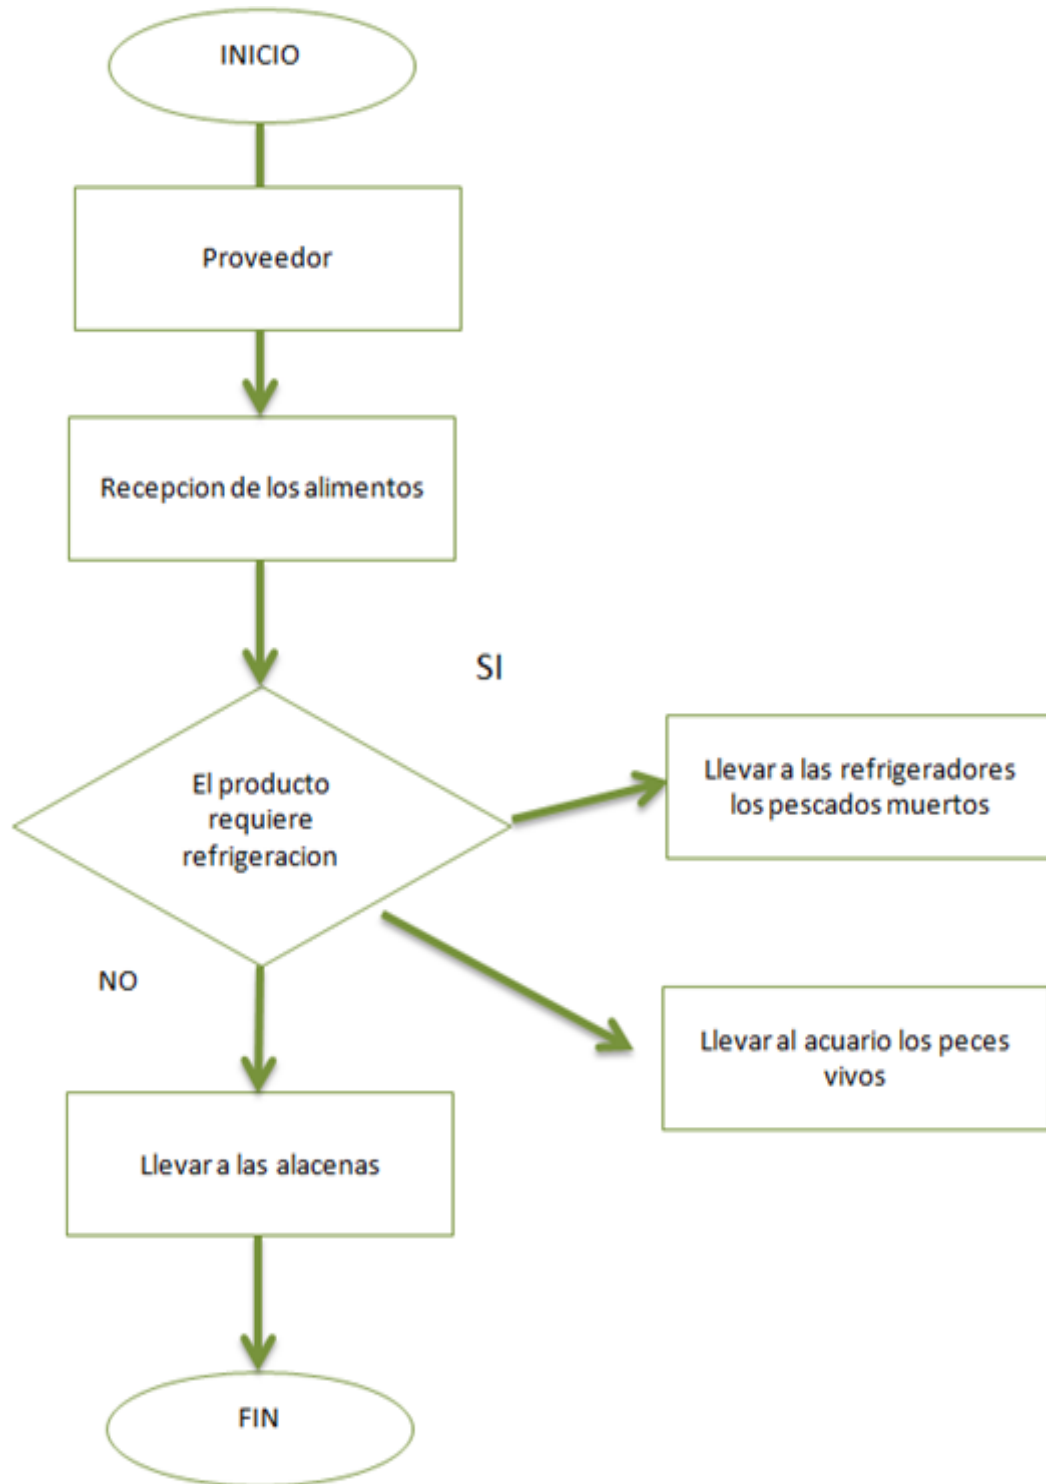 INICIO
Proveedor
Recepcion de los alimentos
SI
El producto
requiere
refrigeracion
Llevar a las refrigeradores
los pescados muertos
NO
Llevar al acuario los peces
vivos
Llevar a las alacenas
FIN